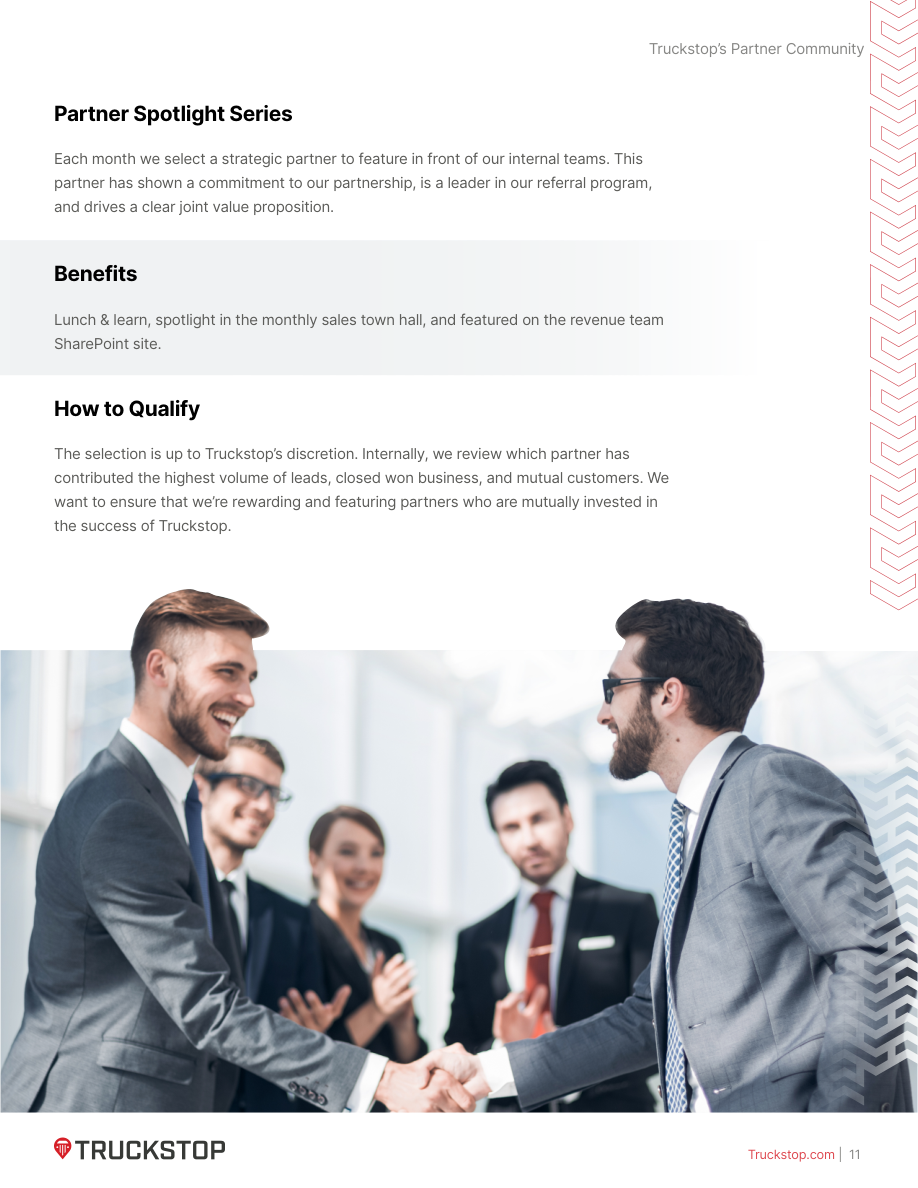 Truckstop’s Partner Community
Partner Spotlight Series
Each month we select a strategic partner to feature in front of our internal teams. This
partner has shown a commitment to our partnership, is a leader in our referral program,
and drives a clear joint value proposition.
Benefits
Lunch & learn, spotlight in the monthly sales town hall, and featured on the revenue team
SharePoint site.
How to Qualify
The selection is up to Truckstop’s discretion. Internally, we review which partner has
contributed the highest volume of leads, closed won business, and mutual customers. We
want to ensure that we’re rewarding and featuring partners who are mutually invested in
the success of Truckstop.
TRUCKSTOP
Truckstop.com | 11